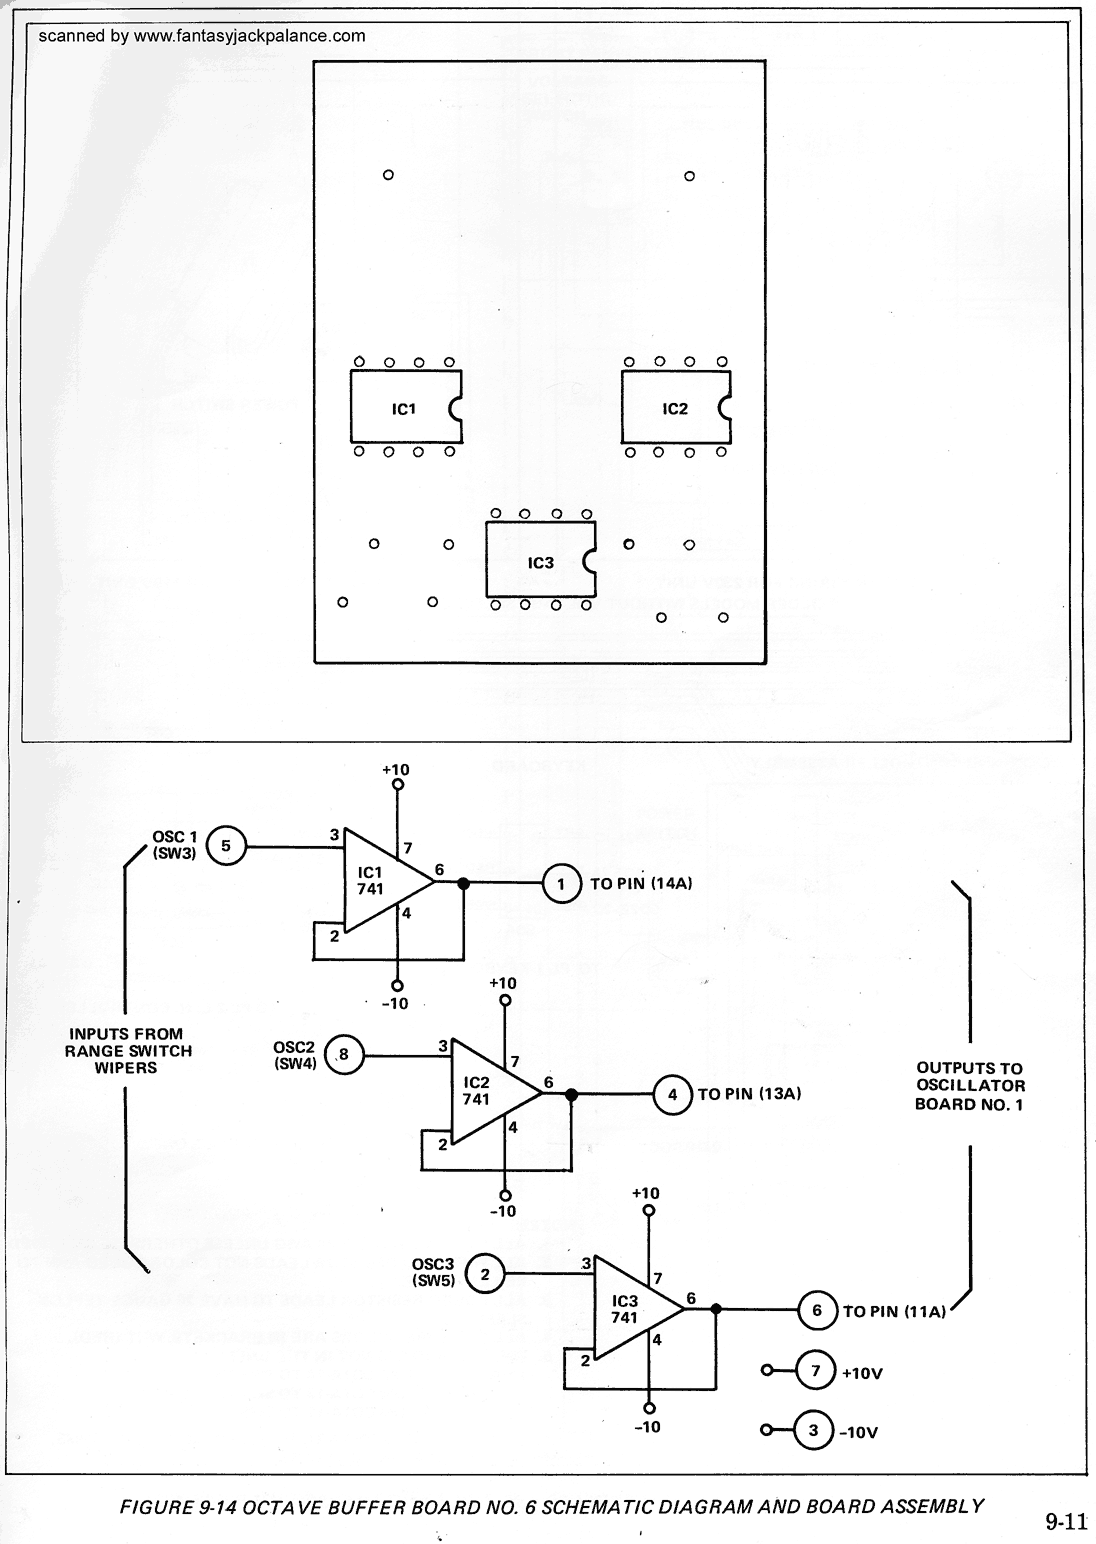 scanned by www.fantasyjackpalance.com
IC1
IC2
IC3
+10
OSC 1
(SW3)
5
3
7
IC1
741
6
1
TO PIN (14A)
4
2
-10
INPUTS FROM
RANGE SWITCH
WIPERS
+10
OSC2
(SW4)
8
3
7
IC2
741
6
4
TO PIN (13A)
4
2
-10
OUTPUTS TO
OSCILLATOR
BOARD NO. 1
+10
OSC3
(SW5)
2
3
7
IC3
741
6
6
TO PIN (11A)
4
2
-10
7
+10V
3
-10V
FIGURE 9-14 OCTAVE BUFFER BOARD NO. 6 SCHEMATIC DIAGRAM AND BOARD ASSEMBLY
9-11